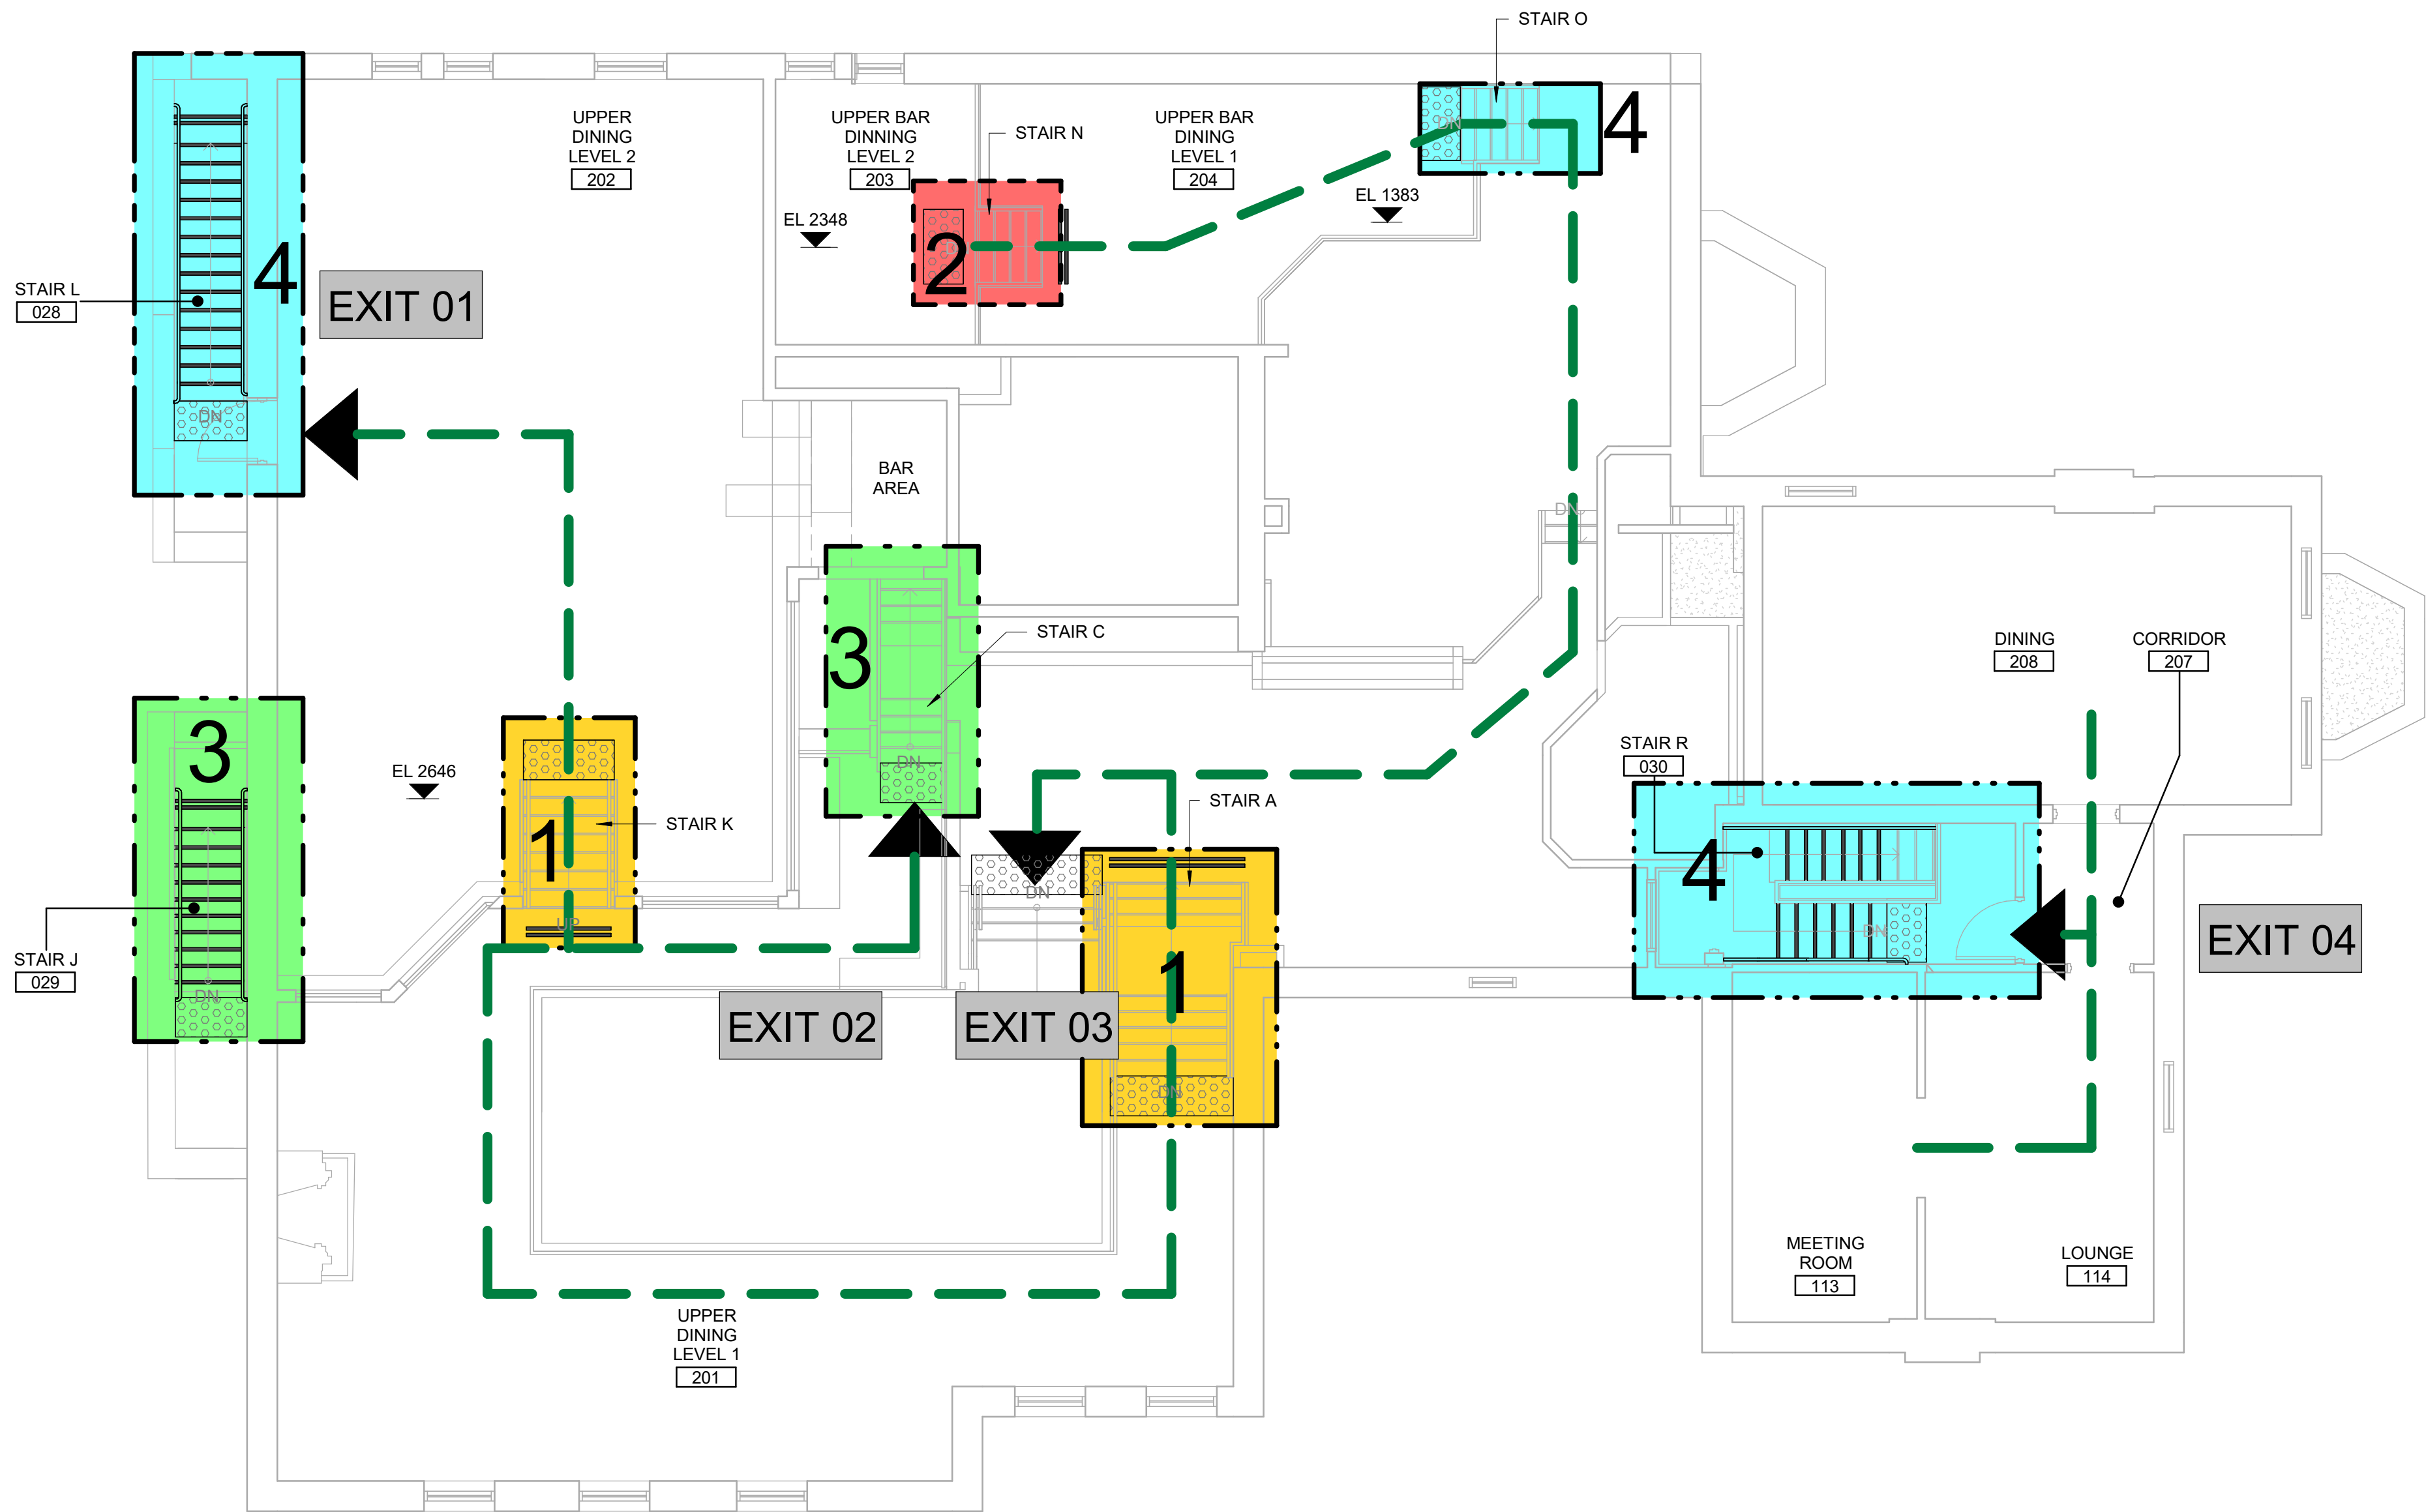 STAIR O
4
UPPER
DINING
LEVEL 2
202
UPPER BAR
DINNING
LEVEL 2
203
STAIR N
UPPER BAR
DINING
LEVEL 1
204
DN
EL 1383
EL 2348
2
4
STAIR L
028
EXIT 01
DN
BAR
AREA
DN
3
STAIR C
DINING
208
CORRIDOR
207
3
EL 2646
1
STAIR K
DN
STAIR A
STAIR R
030
4
DN
UP
DN
EXIT 04
STAIR J
029
DN
1
EXIT 02
EXIT 03
DN
MEETING
ROOM
113
LOUNGE
114
UPPER
DINING
LEVEL 1
201